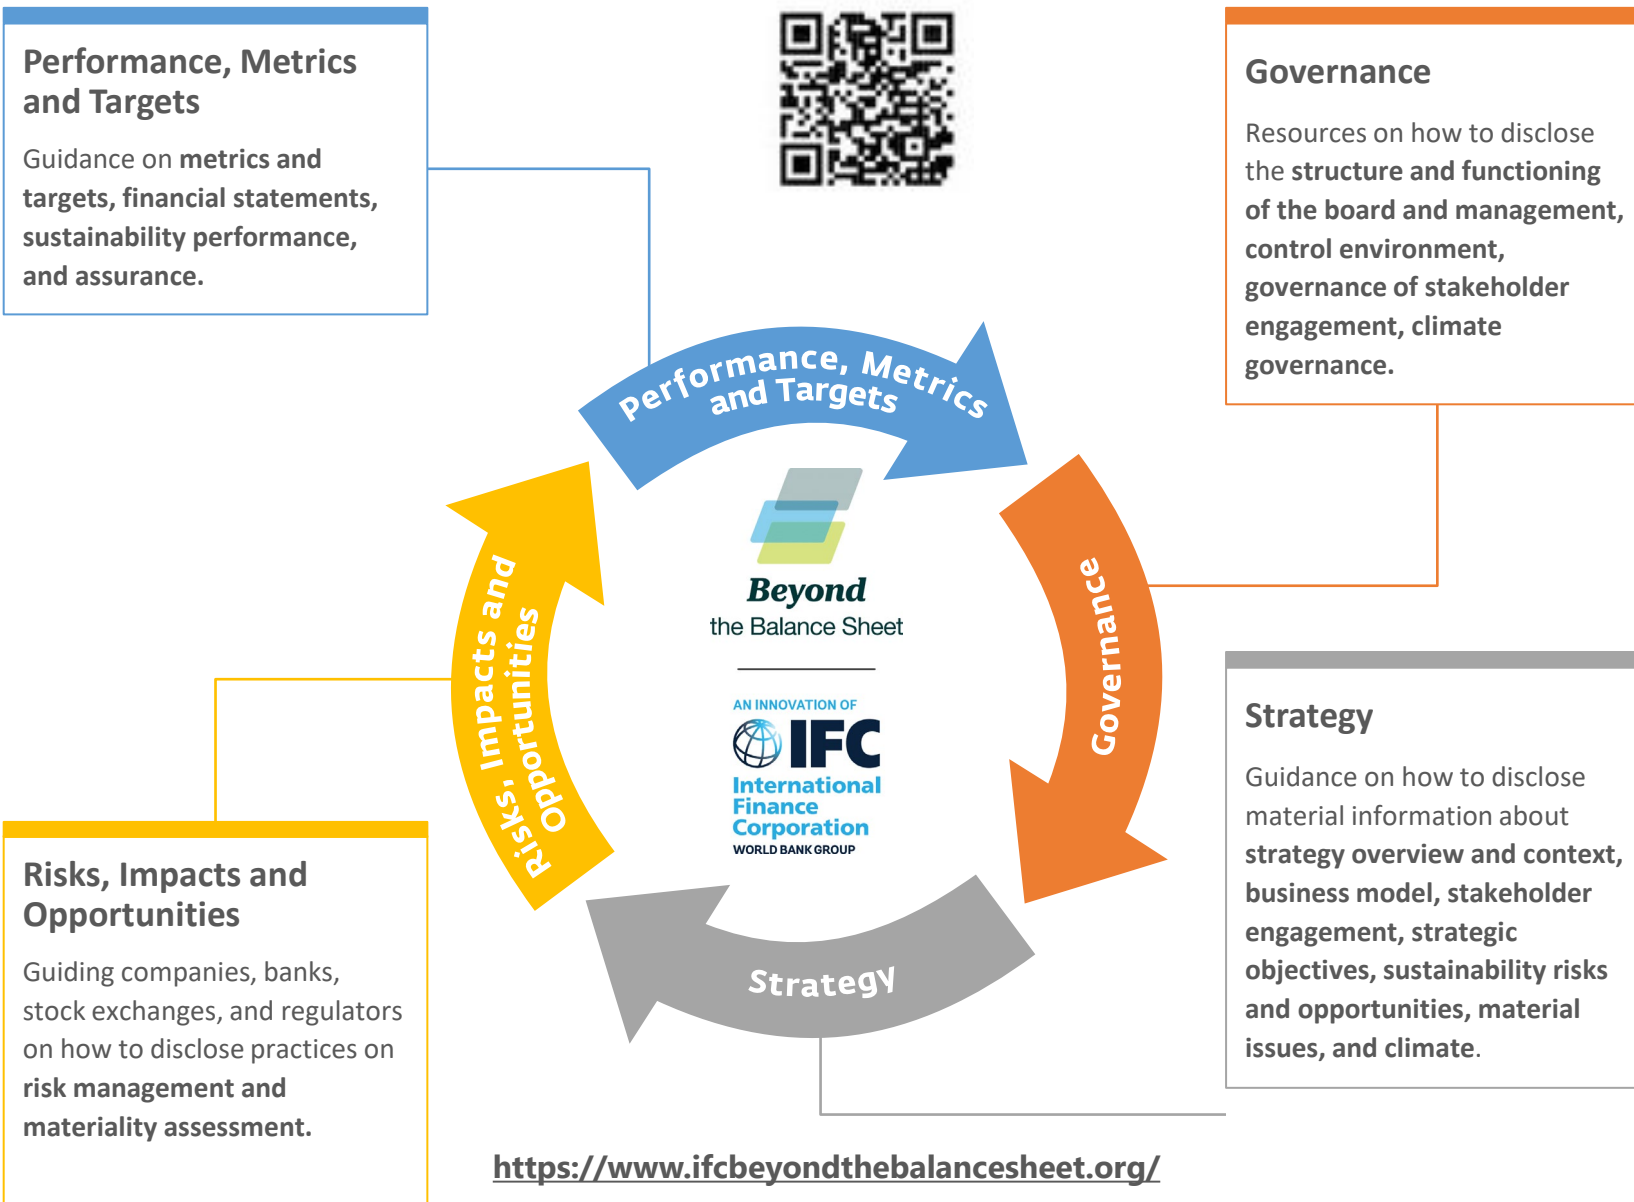 Performance, Metrics
and Targets
Guidance on metrics and
targets, financial statements,
sustainability performance,
and assurance.
Governance
Resources on how to disclose
the structure and functioning
of the board and management,
control environment,
governance of stakeholder
engagement, climate
governance.
Performance, Metrics
and Targets
Governance
Strategy
Risks, Impacts and
Opportunities
Beyond
the Balance Sheet
AN INNOVATION OF
IFC
International
Finance
Corporation
WORLD BANK GROUP
Strategy
Guidance on how to disclose
material information about
strategy overview and context,
business model, stakeholder
engagement, strategic
objectives, sustainability risks
and opportunities, material
issues, and climate.
Risks, Impacts and
Opportunities
Guiding companies, banks,
stock exchanges, and regulators
on how to disclose practices on
risk management and
materiality assessment.
https://www.ifcbeyondthebalancesheet.org/